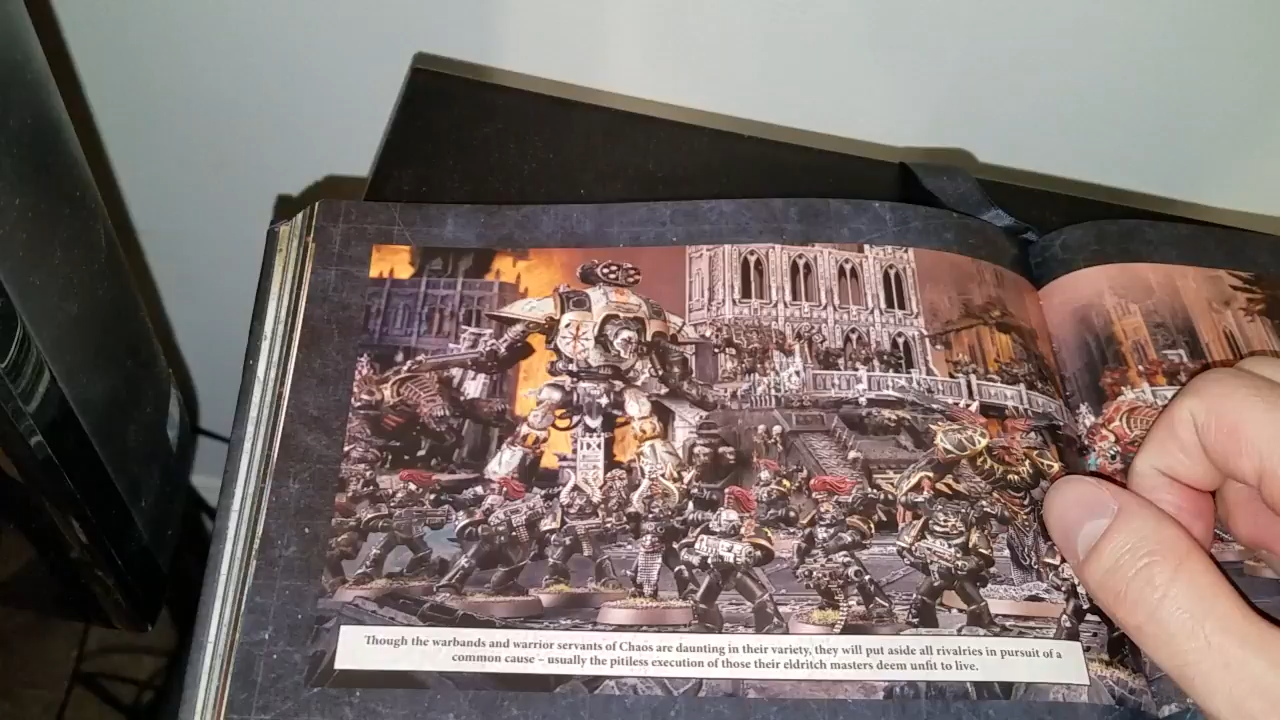 Though the warbands and warrior servants of Chaos are daunting in their variety, they will put aside all rivalries in pursuit of a
common cause – usually the pitiless execution of those their eldritch masters deem unfit to live.